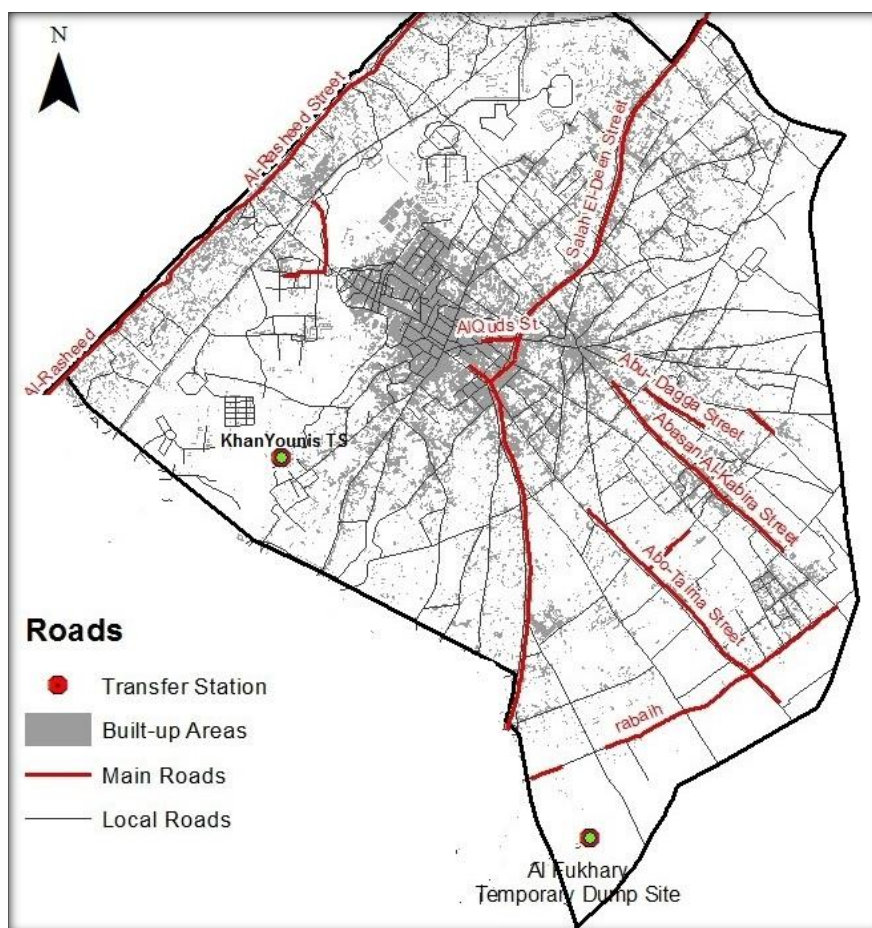 N
Al-Rasheed Street
Salah El-Deen Street
AlQuds St.
Al-Rasheed
Abu-Dagga Street
KhanYounis TS
Abasan Al-Kabira Street
Abo-Taima Street
rabaih
Roads
Transfer Station
Built-up Areas
Main Roads
Local Roads
Al Fukhary
Temporary Dump Site